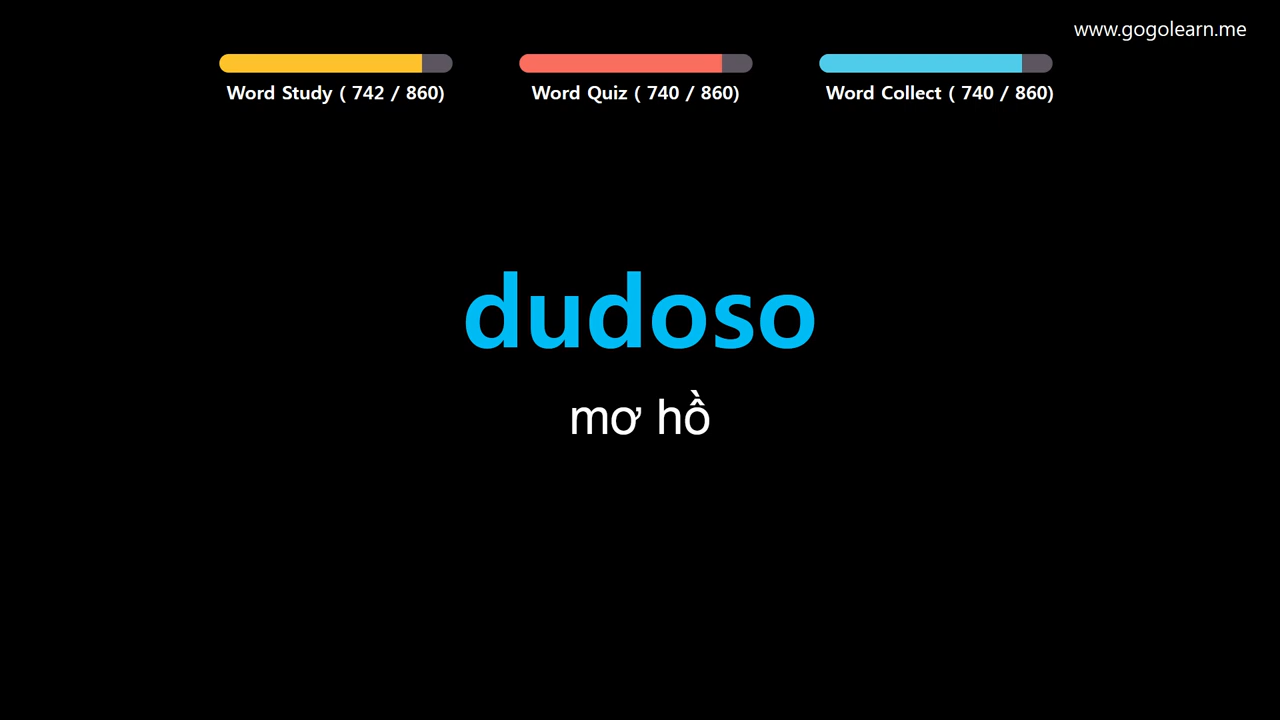 www.gogolearn.me
Word Study ( 742 / 860)
Word Quiz ( 740 / 860)
Word Collect ( 740 / 860)
dudoso
mơ hồ